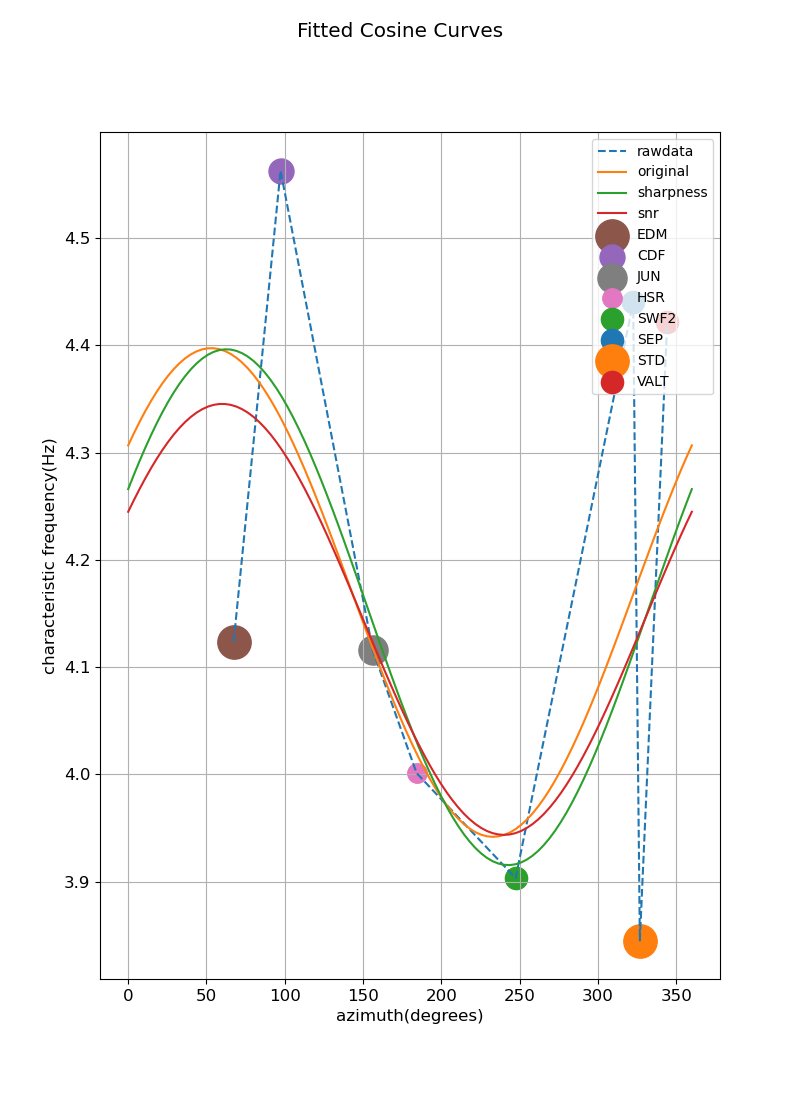 Fitted Cosine Curves
rawdata
original
sharpness
snr
EDM
CDF
JUN
HSR
SWF2
SEP
STD
VALT
4.5
4.4
4.3
4.2
4.1
4.0
3.9
characteristic frequency(Hz)
0 50 100 150 200 250 300 350
azimuth(degrees)